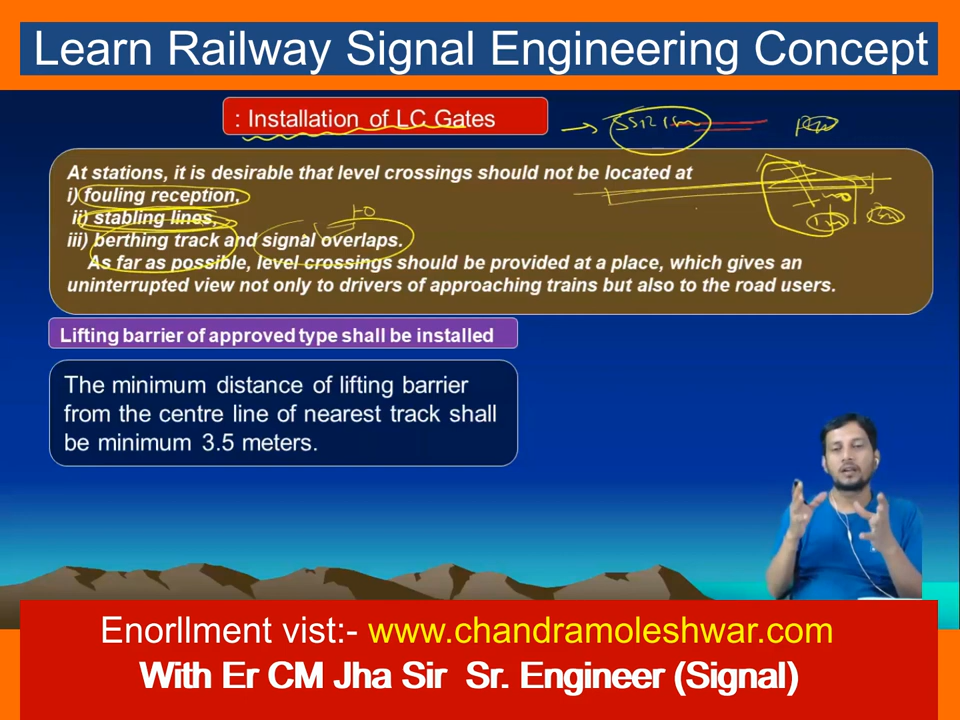 Learn Railway Signal Engineering Concept
: Installation of LC Gates
At stations, it is desirable that level crossings should not be located at
i) fouling reception,
ii) stabling lines,
iii) berthing track and signal overlaps.
As far as possible, level crossings should be provided at a place, which gives an
uninterrupted view not only to drivers of approaching trains but also to the road users.
Lifting barrier of approved type shall be installed
The minimum distance of lifting barrier
from the centre line of nearest track shall
be minimum 3.5 meters.
Enorllment vist:- www.chandramoleshwar.com
With Er CM Jha Sir Sr. Engineer (Signal)